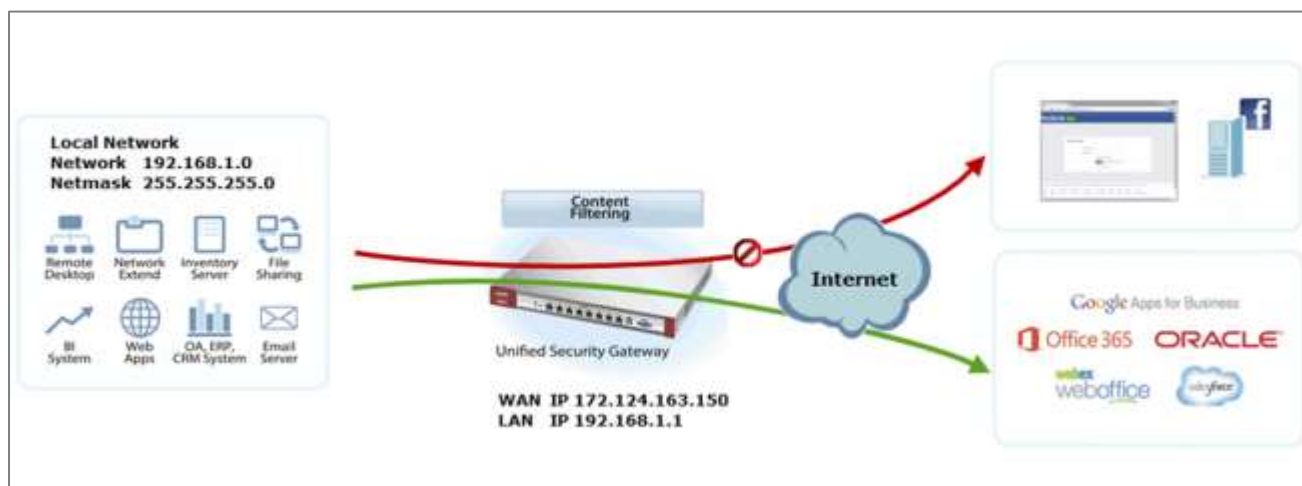 Local Network
Network 192.168.1.0
Netmask 255.255.255.0
Remote Desktop
Network Extend
Inventory Server
File Sharing
BI System
Web Apps
OA, ERP, CRM System
Email Server
Content
Filtering
Unified Security Gateway
WAN IP 172.124.163.150
LAN IP 192.168.1.1
Internet
f
Google Apps for Business
Office 365
ORACLE
webex
weboffice
salesforce